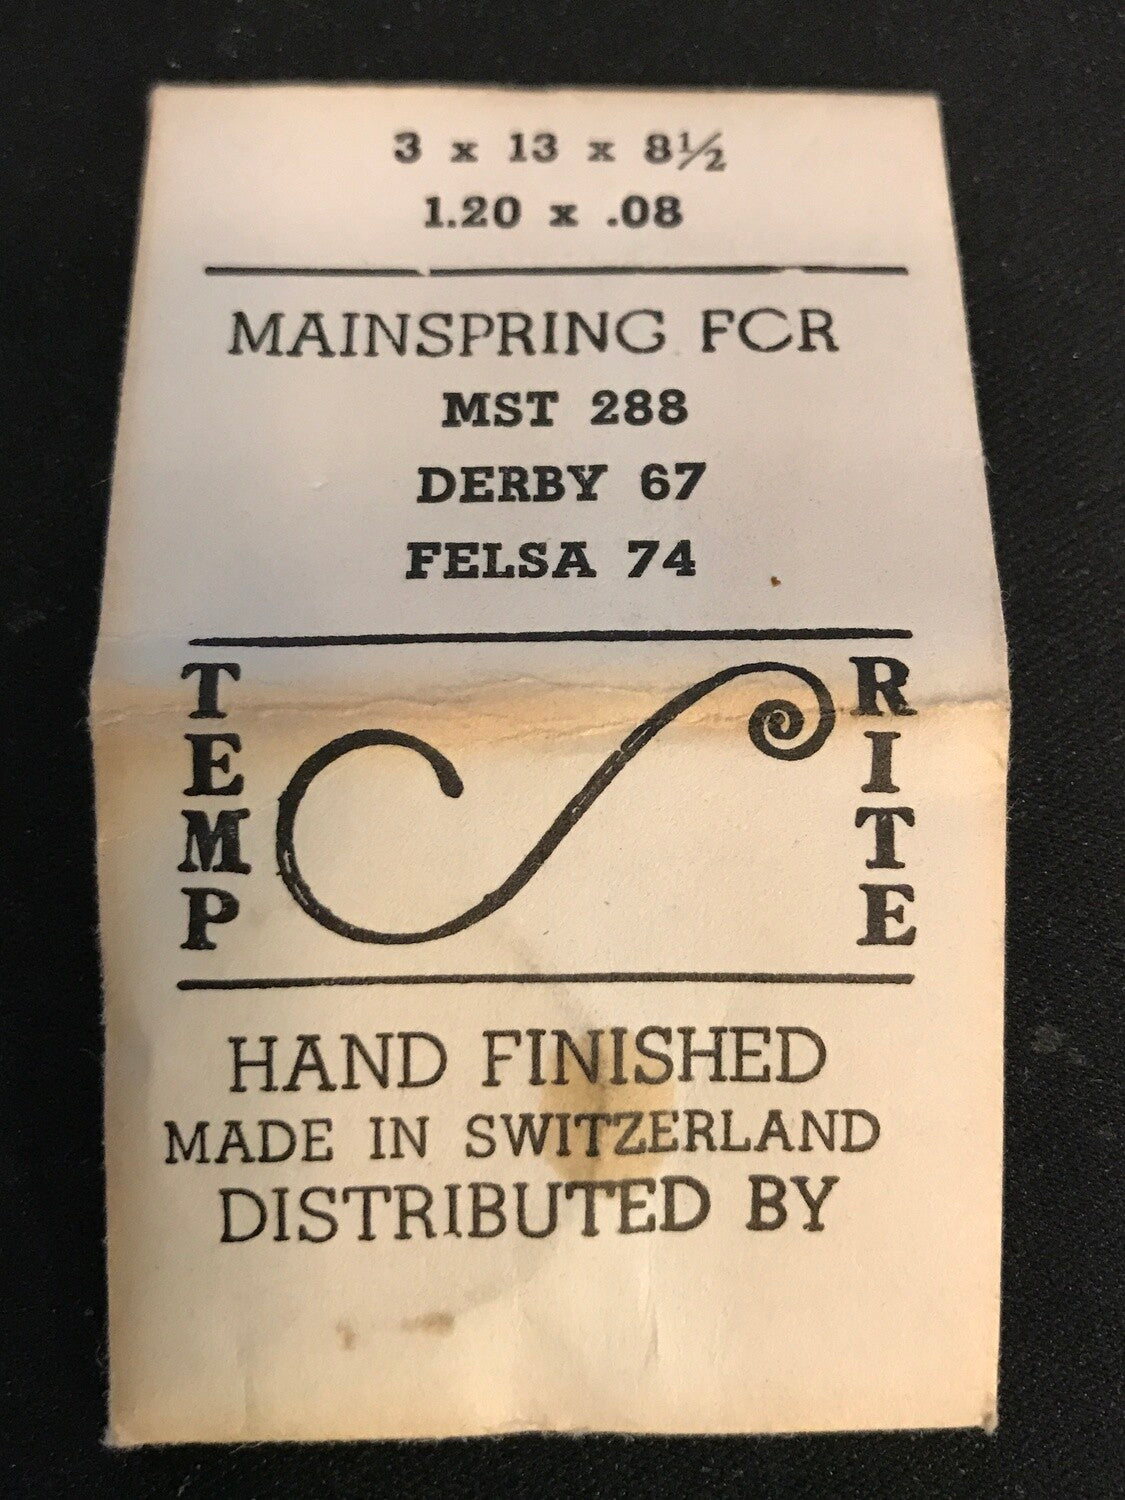 3 x 13 x 8½
1.20 x .08
MAINSPRING FOR
MST 288
DERBY 67
FELSA 74
TEMP
RITE
HAND FINISHED
MADE IN SWITZERLAND
DISTRIBUTED BY